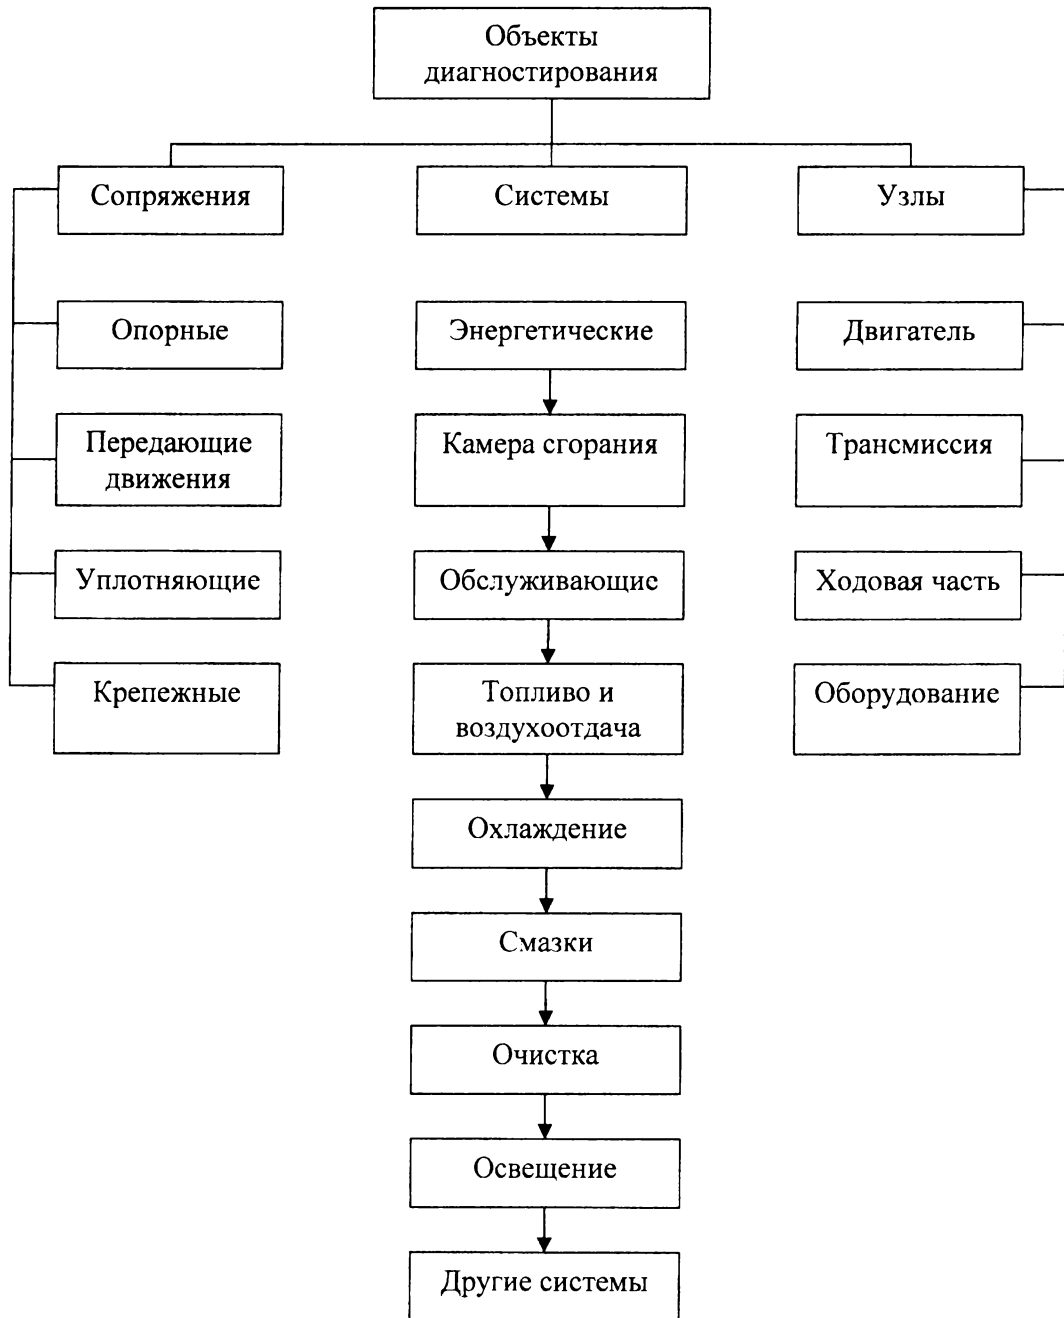 Объекты
диагностирования
Сопряжения
Системы
Узлы
Опорные
Энергетические
Двигатель
Передающие
движения
Камера сгорания
Трансмиссия
Уплотняющие
Обслуживающие
Ходовая часть
Крепежные
Топливо и
воздухоотдача
Оборудование
Охлаждение
Смазки
Очистка
Освещение
Другие системы